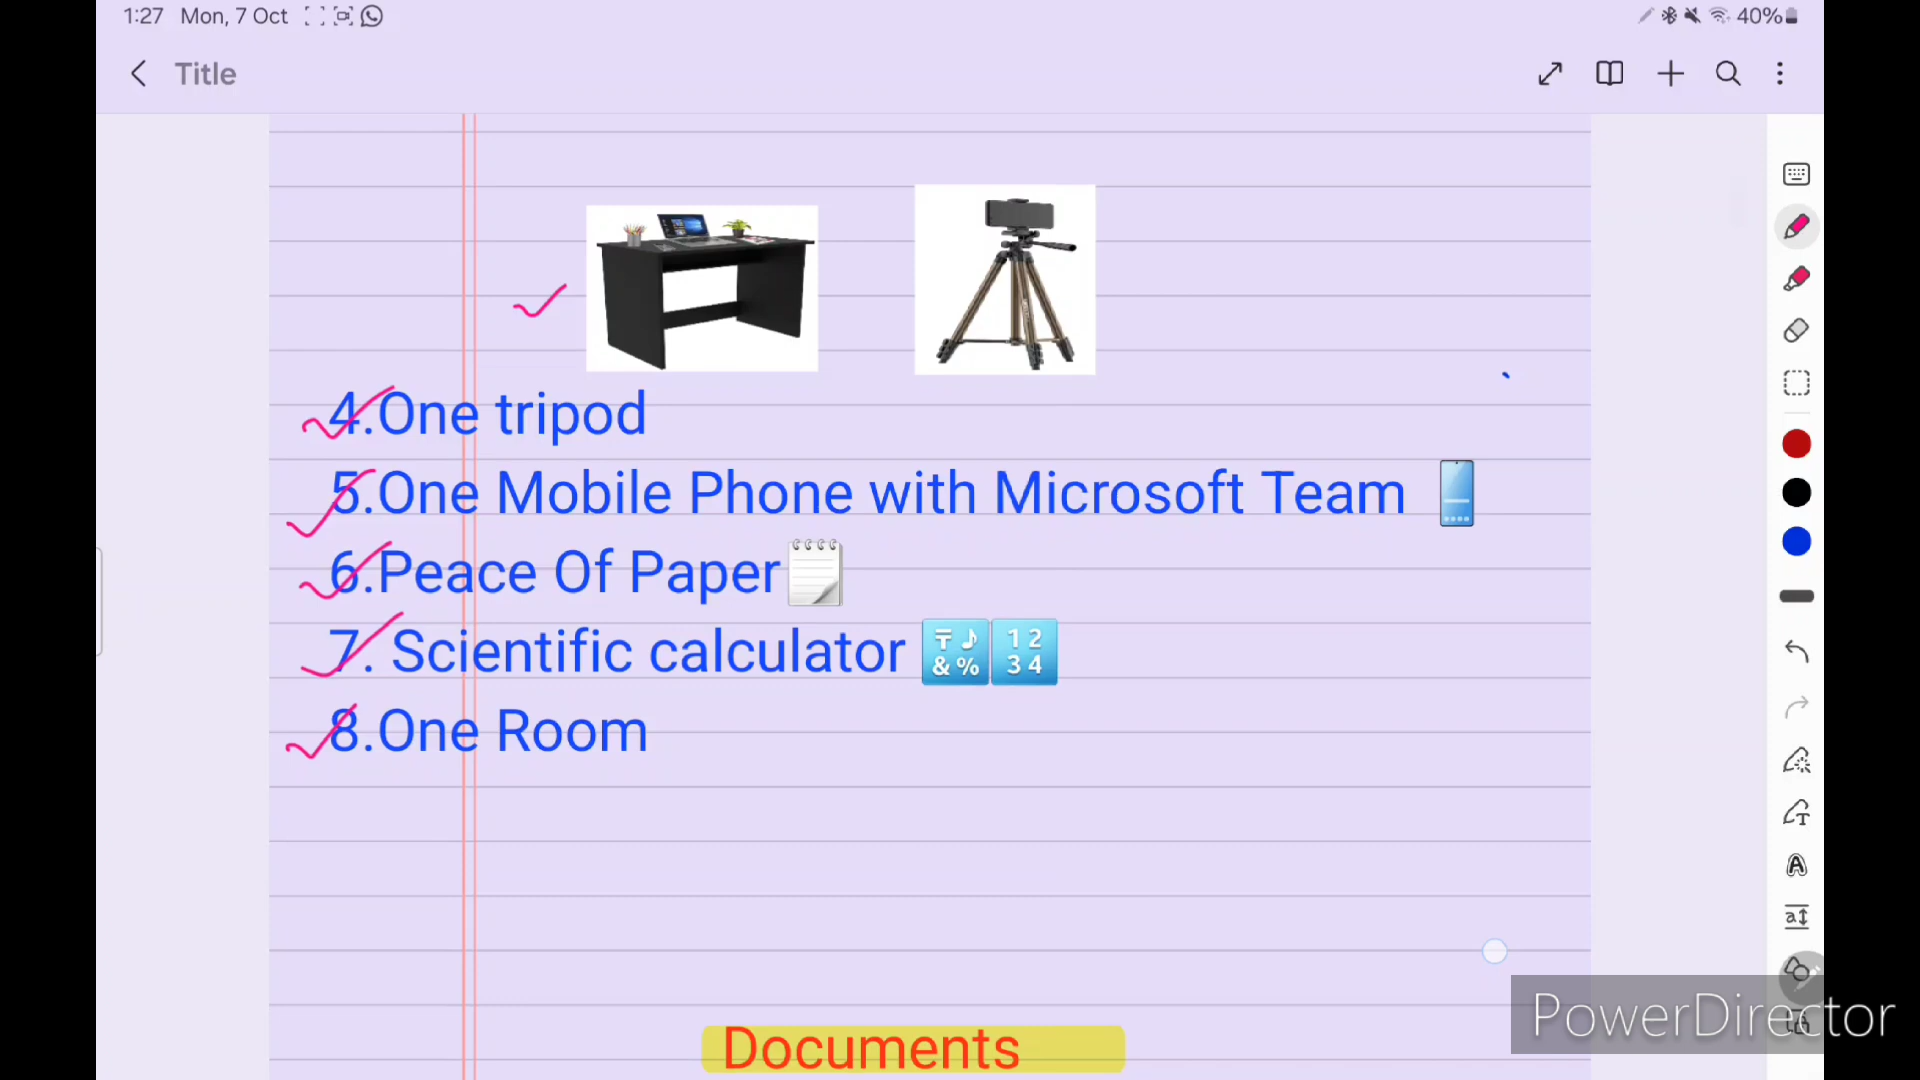 1:27 Mon, 7 Oct 40%
Title
4.One tripod
5.One Mobile Phone with Microsoft Team
6.Peace Of Paper
7. Scientific calculator
8.One Room
Documents
PowerDirector